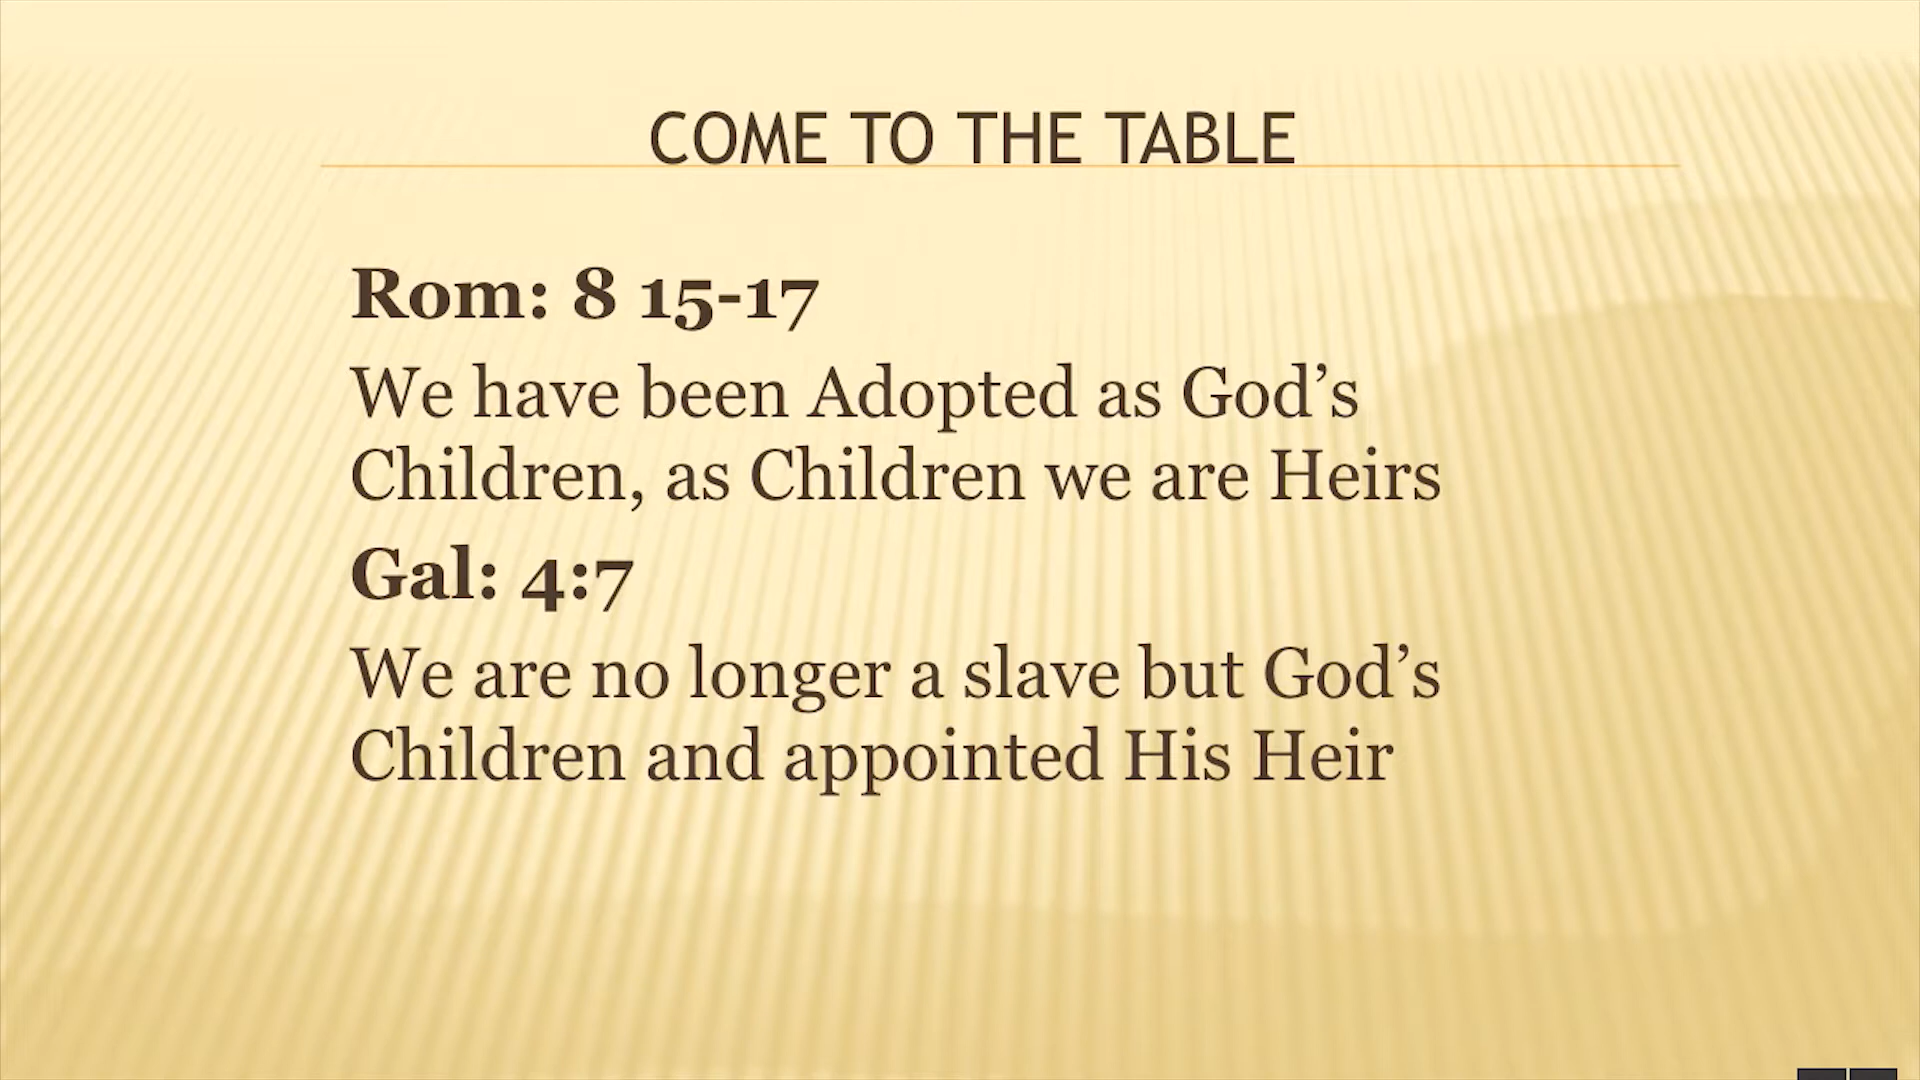 COME TO THE TABLE
Rom: 8 15-17
We have been Adopted as God’s
Children, as Children we are Heirs
Gal: 4:7
We are no longer a slave but God’s
Children and appointed His Heir